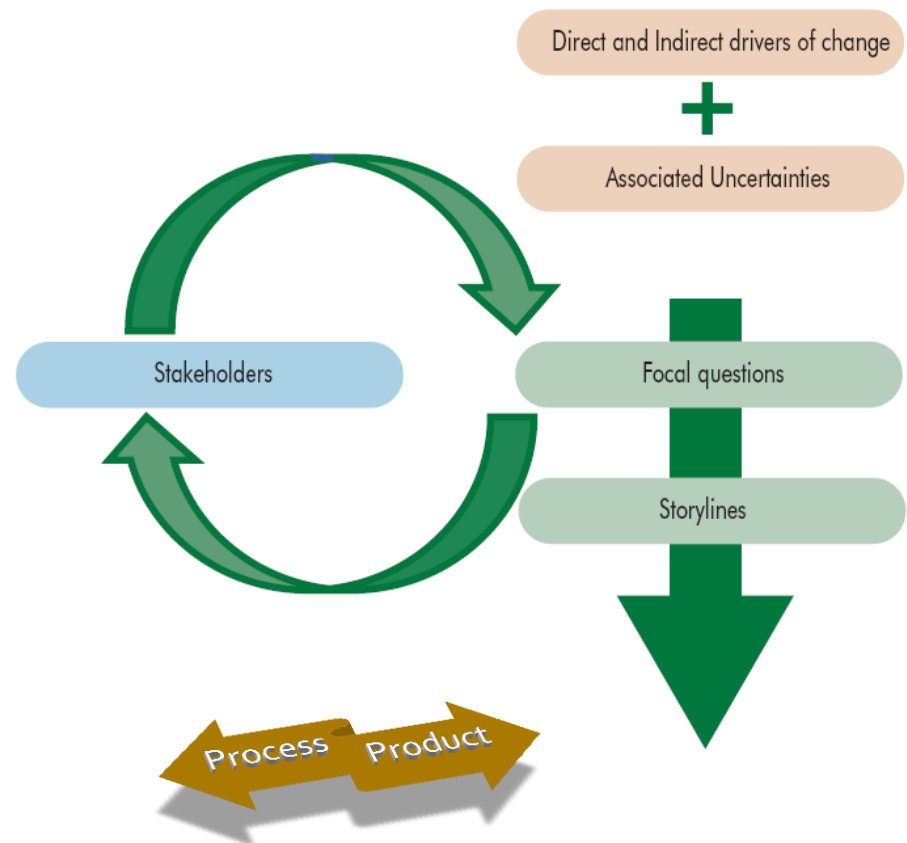 Direct and Indirect drivers of change
+
Associated Uncertainties
Stakeholders
Focal questions
Storylines
Process
Product